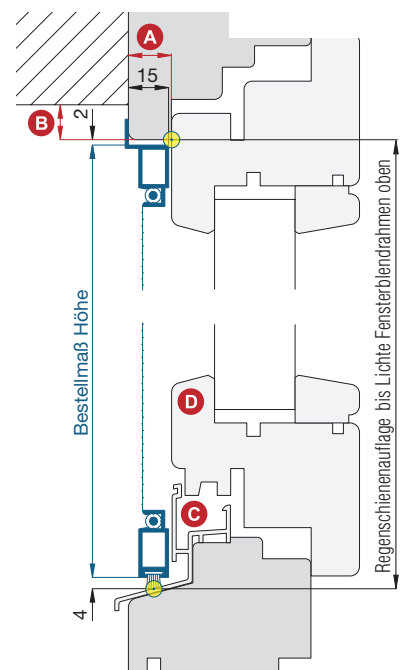 A
15
B
2
Bestellmaß Höhe
Regenschienenauflage bis Lichte Fensterblendrahmen oben
D
C
4